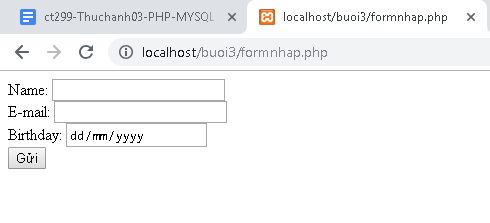 ct299-Thuchanh03-PHP-MYSQL
localhost/buoi3/formnhap.php
localhost/buoi3/formnhap.php
Name:
E-mail:
Birthday: dd/mm/yyyy
Gửi